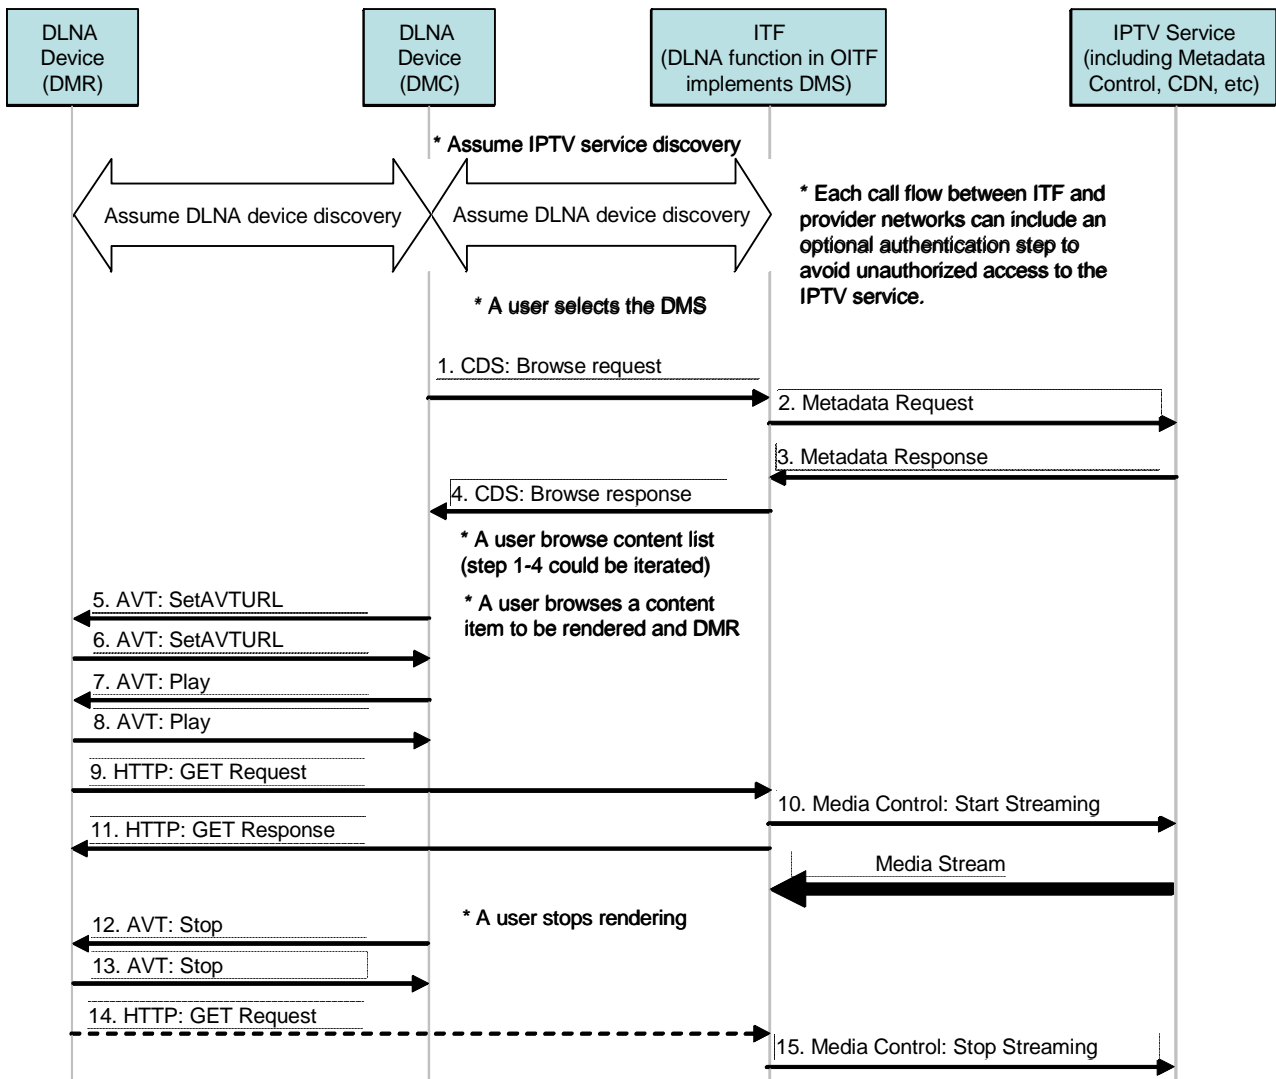 DLNA
Device
(DMR)
DLNA
Device
(DMC)
ITF
(DLNA function in OITF
implements DMS)
IPTV Service
(including Metadata
Control, CDN, etc)
* Assume IPTV service discovery
Assume DLNA device discovery
Assume DLNA device discovery
* Each call flow between ITF and
provider networks can include an
optional authentication step to
avoid unauthorized access to the
IPTV service.
* A user selects the DMS
1. CDS: Browse request
2. Metadata Request
3. Metadata Response
4. CDS: Browse response
* A user browse content list
(step 1-4 could be iterated)
5. AVT: SetAVTURL
* A user browses a content
item to be rendered and DMR
6. AVT: SetAVTURL
7. AVT: Play
8. AVT: Play
9. HTTP: GET Request
10. Media Control: Start Streaming
11. HTTP: GET Response
Media Stream
* A user stops rendering
12. AVT: Stop
13. AVT: Stop
14. HTTP: GET Request
15. Media Control: Stop Streaming